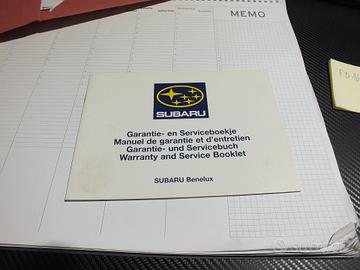 MEMO
SUBARU
Garantie- en Serviceboekje
Manuel de garantie et d'entretien
Garantie- und Servicebuch
Warranty and Service Booklet
SUBARU Benelux